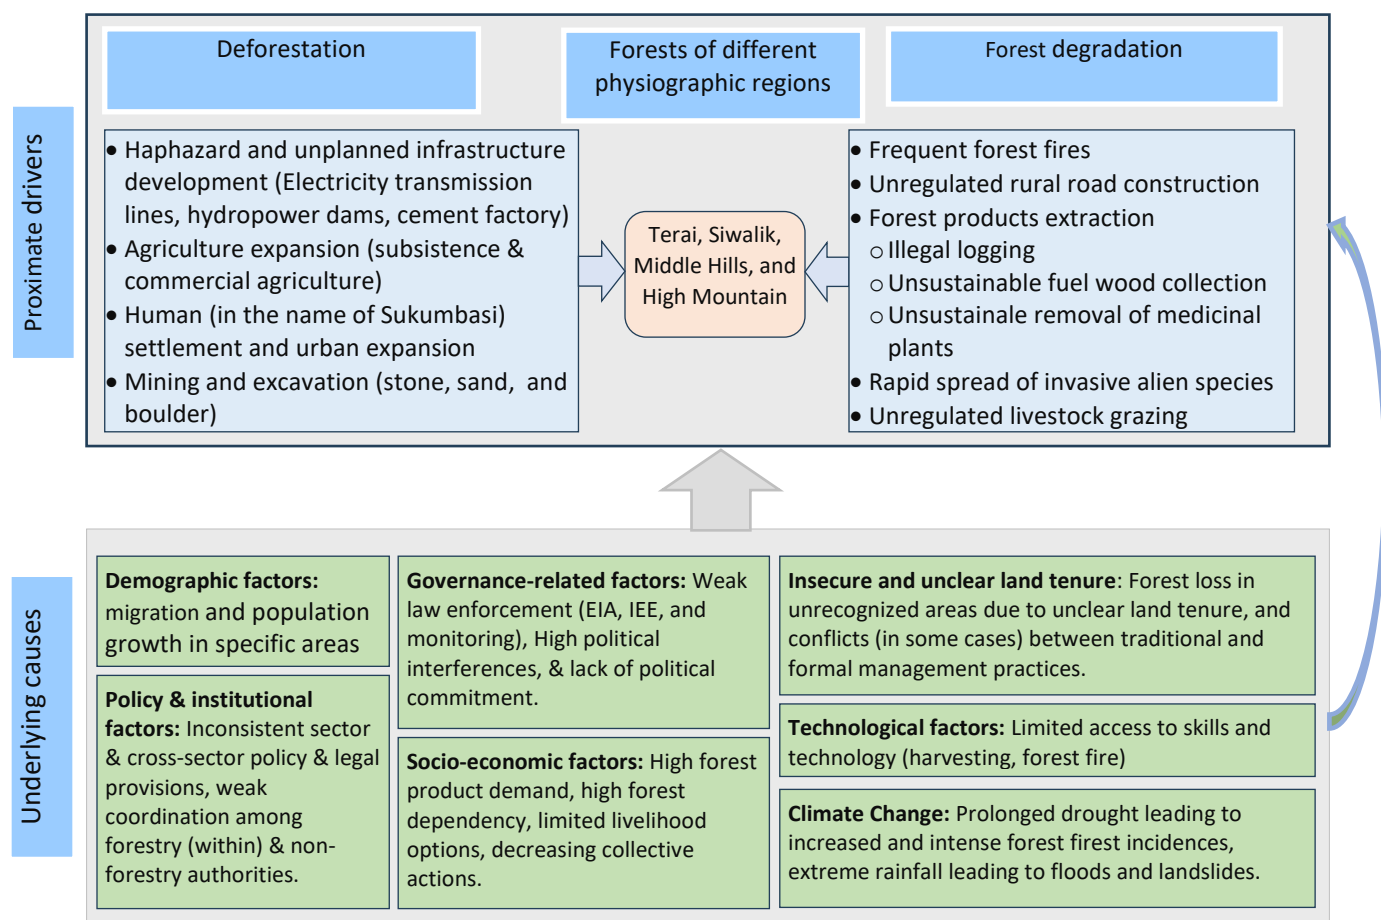 Deforestation
Forests of different
physiographic regions
Forest degradation
Proximate drivers
• Haphazard and unplanned infrastructure
development (Electricity transmission
lines, hydropower dams, cement factory)
• Agriculture expansion (subsistence &
commercial agriculture)
• Human (in the name of Sukumbasi)
settlement and urban expansion
• Mining and excavation (stone, sand,  and
boulder)
Terai, Siwalik,
Middle Hills, and
High Mountain
• Frequent forest fires
• Unregulated rural road construction
• Forest products extraction
o Illegal logging
o Unsustainable fuel wood collection
o Unsustainale removal of medicinal
plants
• Rapid spread of invasive alien species
• Unregulated livestock grazing
Underlying causes
Demographic factors:
migration and population
growth in specific areas
Policy & institutional
factors: Inconsistent sector
& cross-sector policy & legal
provisions, weak
coordination among
forestry (within) & non-
forestry authorities.
Governance-related factors: Weak
law enforcement (EIA, IEE, and
monitoring), High political
interferences, & lack of political
commitment.
Socio-economic factors: High forest
product demand, high forest
dependency, limited livelihood
options, decreasing collective
actions.
Insecure and unclear land tenure: Forest loss in
unrecognized areas due to unclear land tenure, and
conflicts (in some cases) between traditional and
formal management practices.
Technological factors: Limited access to skills and
technology (harvesting, forest fire)
Climate Change: Prolonged drought leading to
increased and intense forest firest incidences,
extreme rainfall leading to floods and landslides.